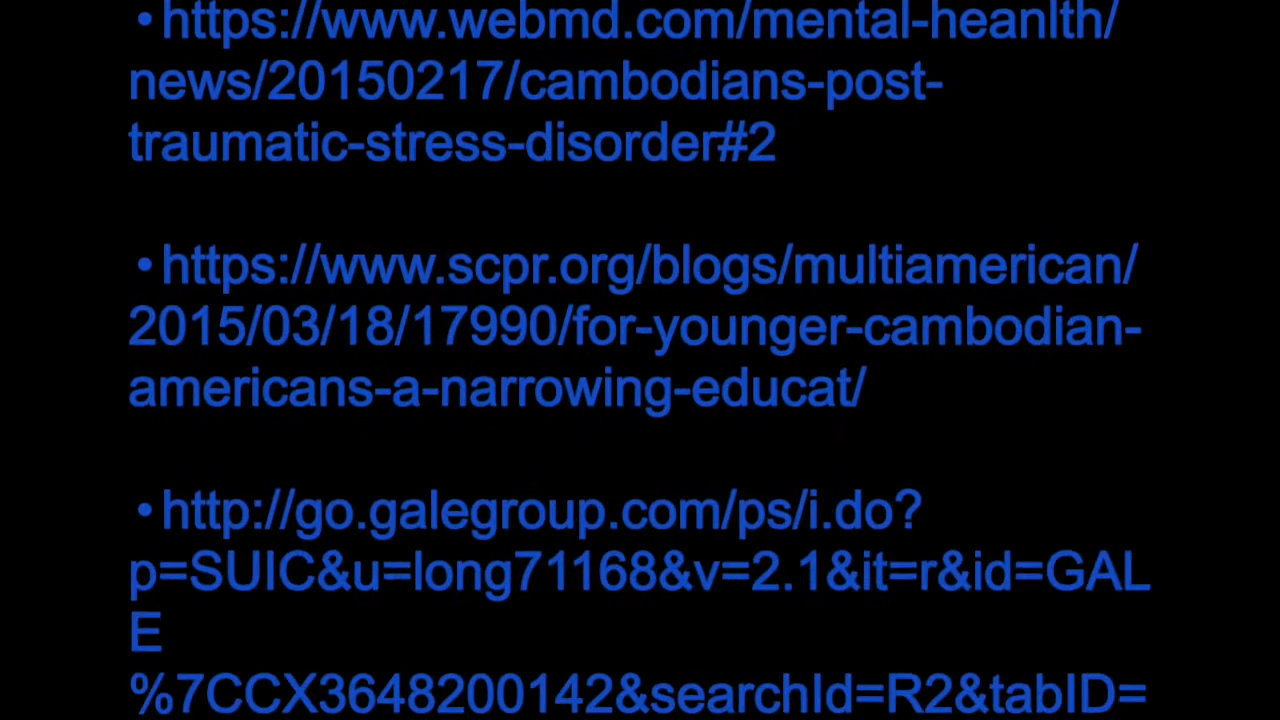 •https://www.webmd.com/mental-heanlth/
news/20150217/cambodians-post-
traumatic-stress-disorder#2
•https://www.scpr.org/blogs/multiamerican/
2015/03/18/17990/for-younger-cambodian-
americans-a-narrowing-educat/
•http://go.galegroup.com/ps/i.do?
p=SUIC&u=long71168&v=2.1&it=r&id=GAL
E
%7CCX3648200142&searchId=R2&tabID=